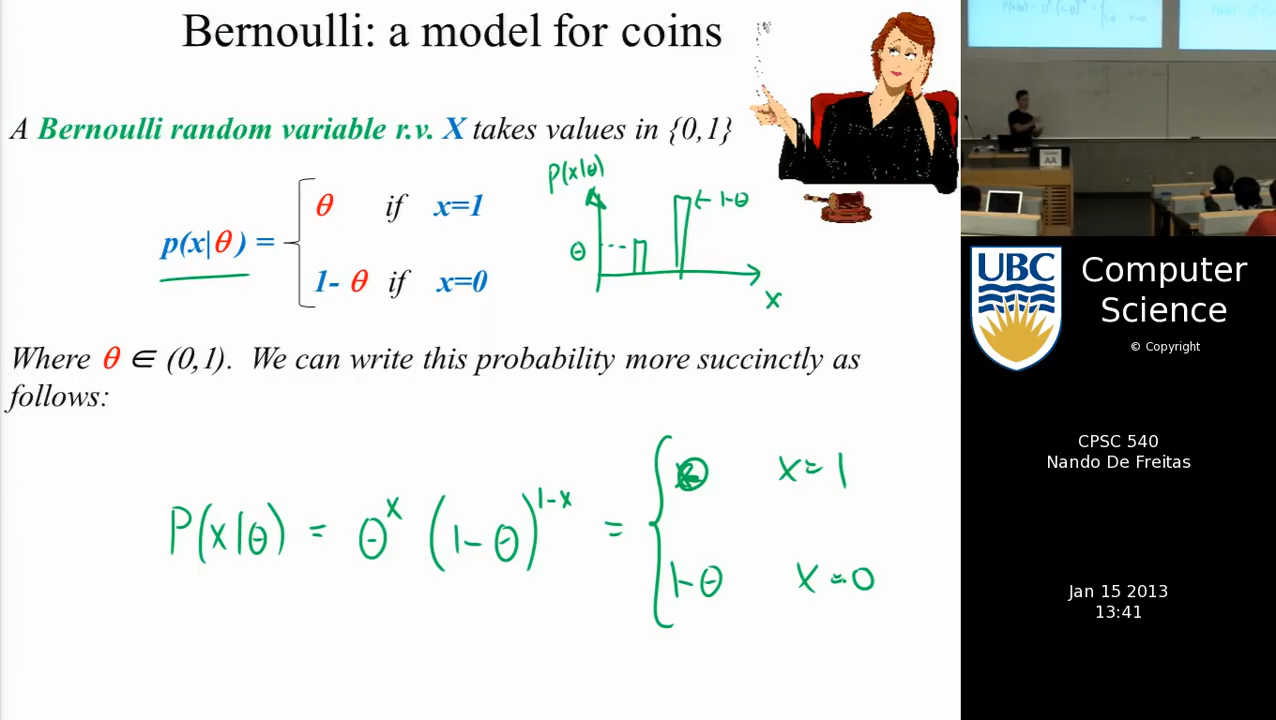 Bernoulli: a model for coins
A Bernoulli random variable r.v. X takes values in {0,1}
p(x|θ) = { θ if x=1
1- θ if x=0
P(x|θ)
← 1-θ
θ
x
Where θ ∈ (0,1). We can write this probability more succinctly as
follows:
P(x|θ) = θ^x (1-θ)^{1-x} = { θ x=1
1-θ x=0
AA
UBC
Computer
Science
© Copyright
CPSC 540
Nando De Freitas
Jan 15 2013
13:41